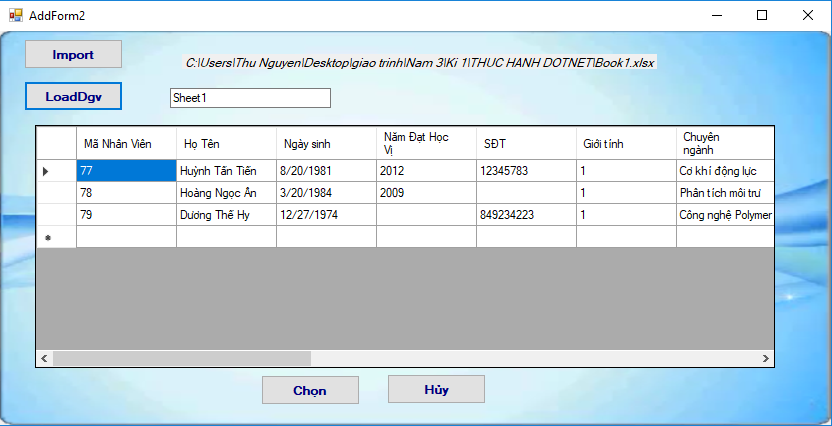 AddForm2
Import
C:\Users\Thu Nguyen\Desktop\giao trinh\Nam 3\Ki 1\THUC HANH DOTNET\Book1.xlsx
LoadDgv
Sheet1
Mã Nhân Viên Họ Tên Ngày sinh Năm Đạt Học Vị SĐT Giới tính Chuyên ngành
77 Huỳnh Tấn Tiến 8/20/1981 2012 12345783 1 Cơ khí động lực
78 Hoàng Ngọc Ân 3/20/1984 2009 1 Phân tích môi trư
79 Dương Thế Hy 12/27/1974 849234223 1 Công nghệ Polymer
Chọn Hủy